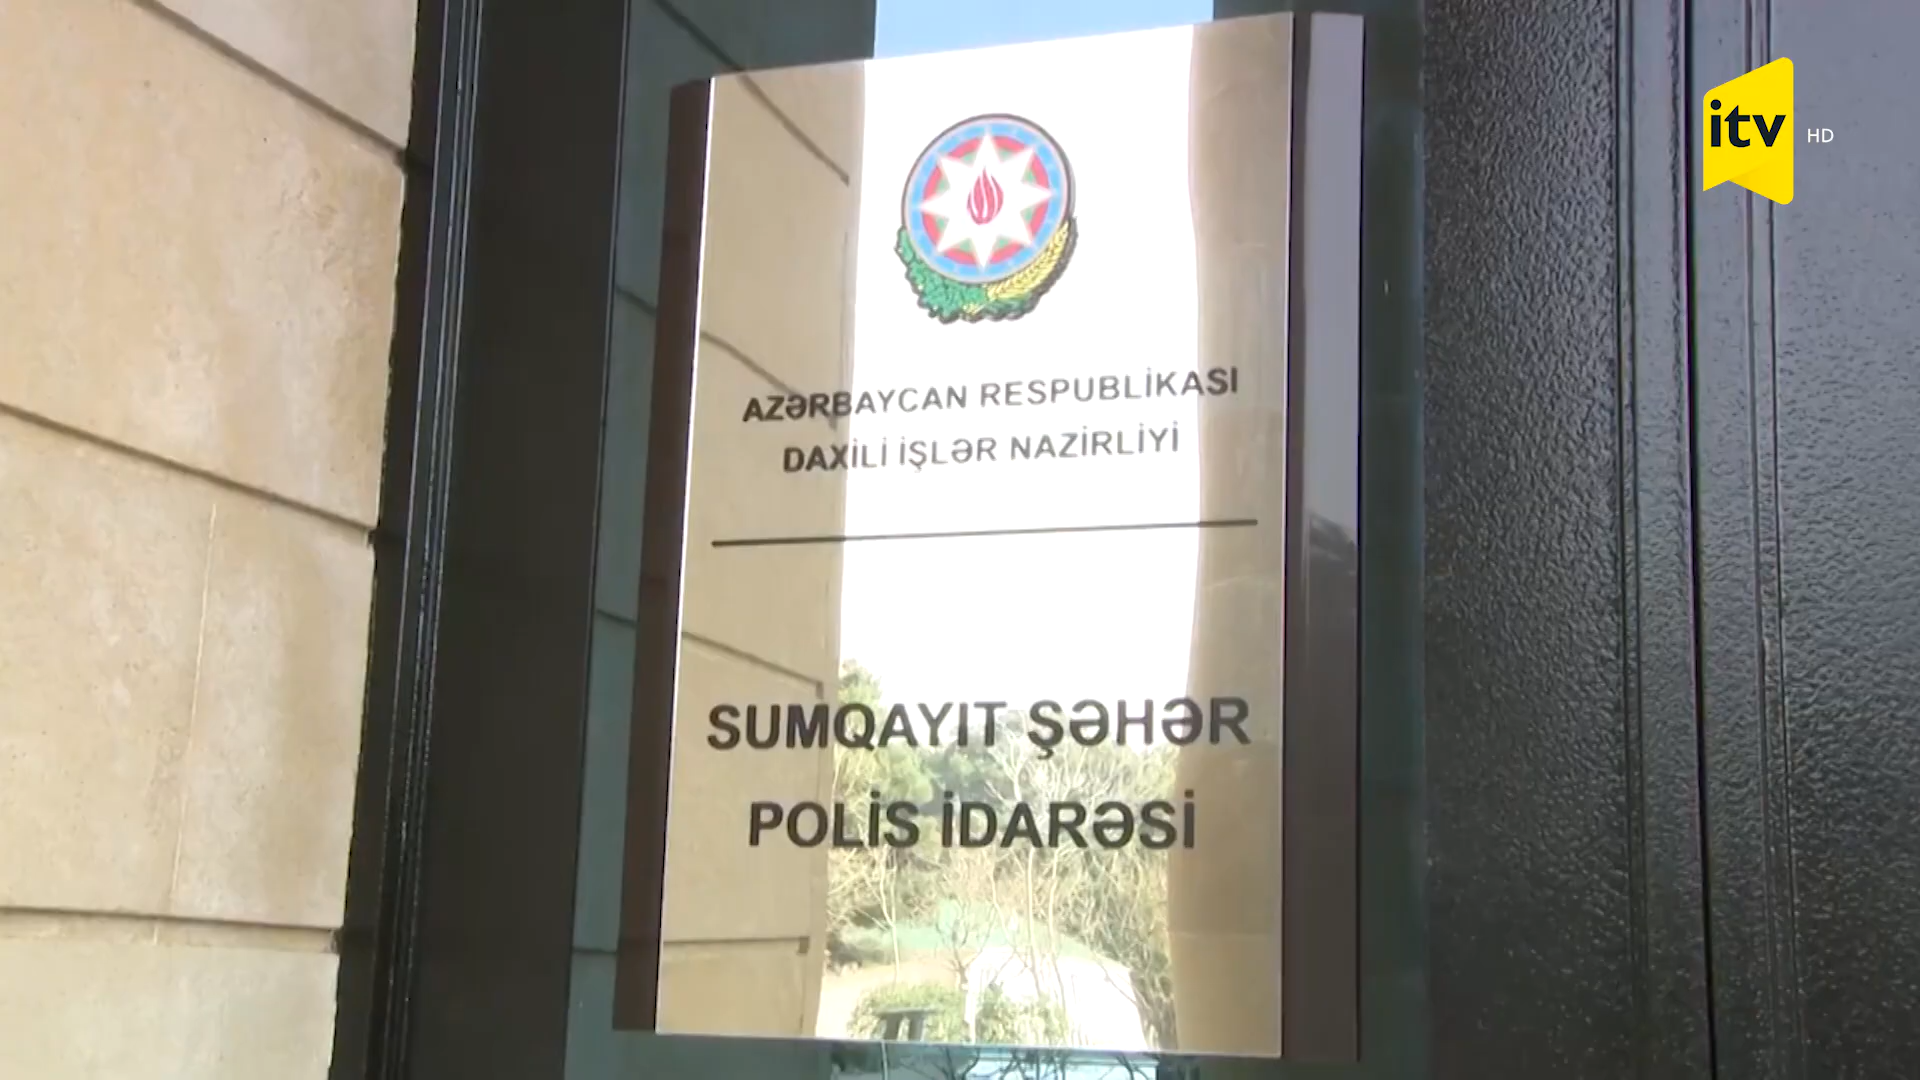 itv HD
AZƏRBAYCAN RESPUBLİKASI
DAXİLİ İŞLƏR NAZİRLİYİ
SUMQAYIT ŞƏHƏR
POLİS İDARƏSİ